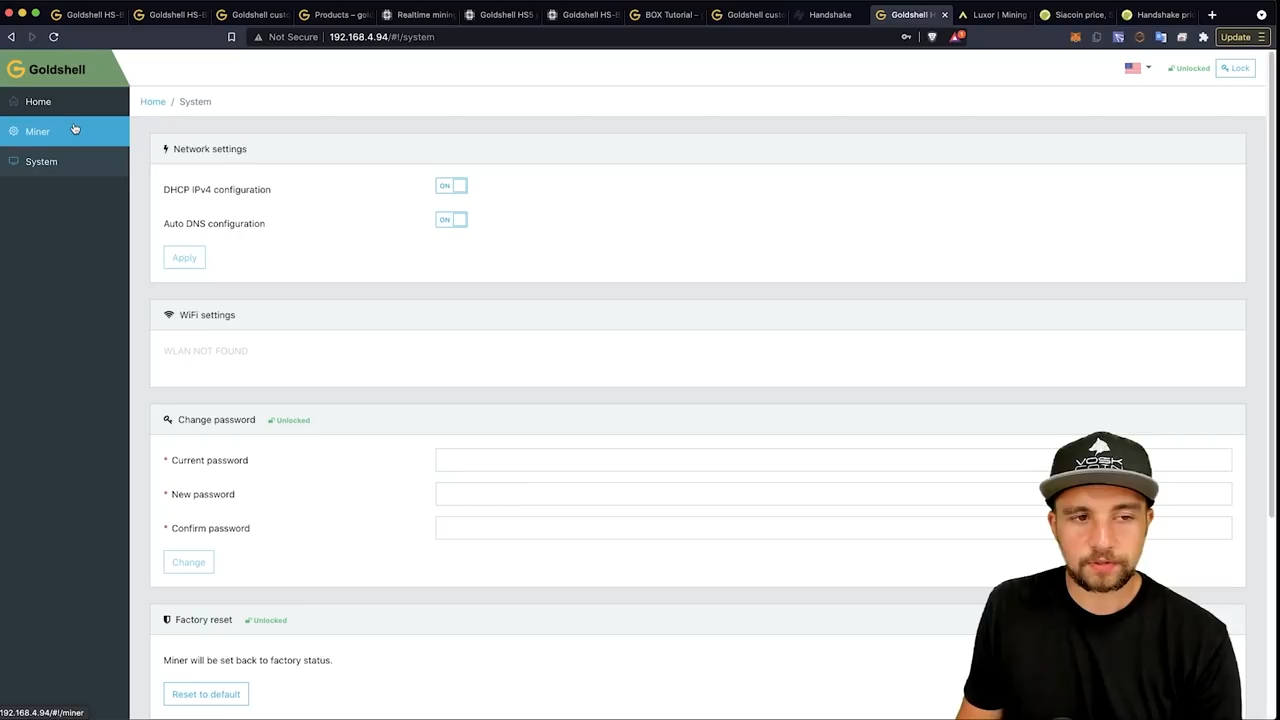 Goldshell HS-B
Goldshell HS-B
Goldshell cust
Products – gol
Realtime minin
Goldshell HS5
Goldshell HS-B
BOX Tutorial –
Goldshell cust
Handshake
Goldshell H
Luxor | Mining
Siacoin price, S
Handshake pric
Not Secure
192.168.4.94/#!/system
1
Update
Goldshell
Unlocked
Lock
Home
Home / System
Miner
System
Network settings
DHCP IPv4 configuration
ON
Auto DNS configuration
ON
Apply
WiFi settings
WLAN NOT FOUND
Change password
Unlocked
* Current password
* New password
* Confirm password
Change
VOSK
COIN
Factory reset
Unlocked
Miner will be set back to factory status.
Reset to default
192.168.4.94/#!/miner